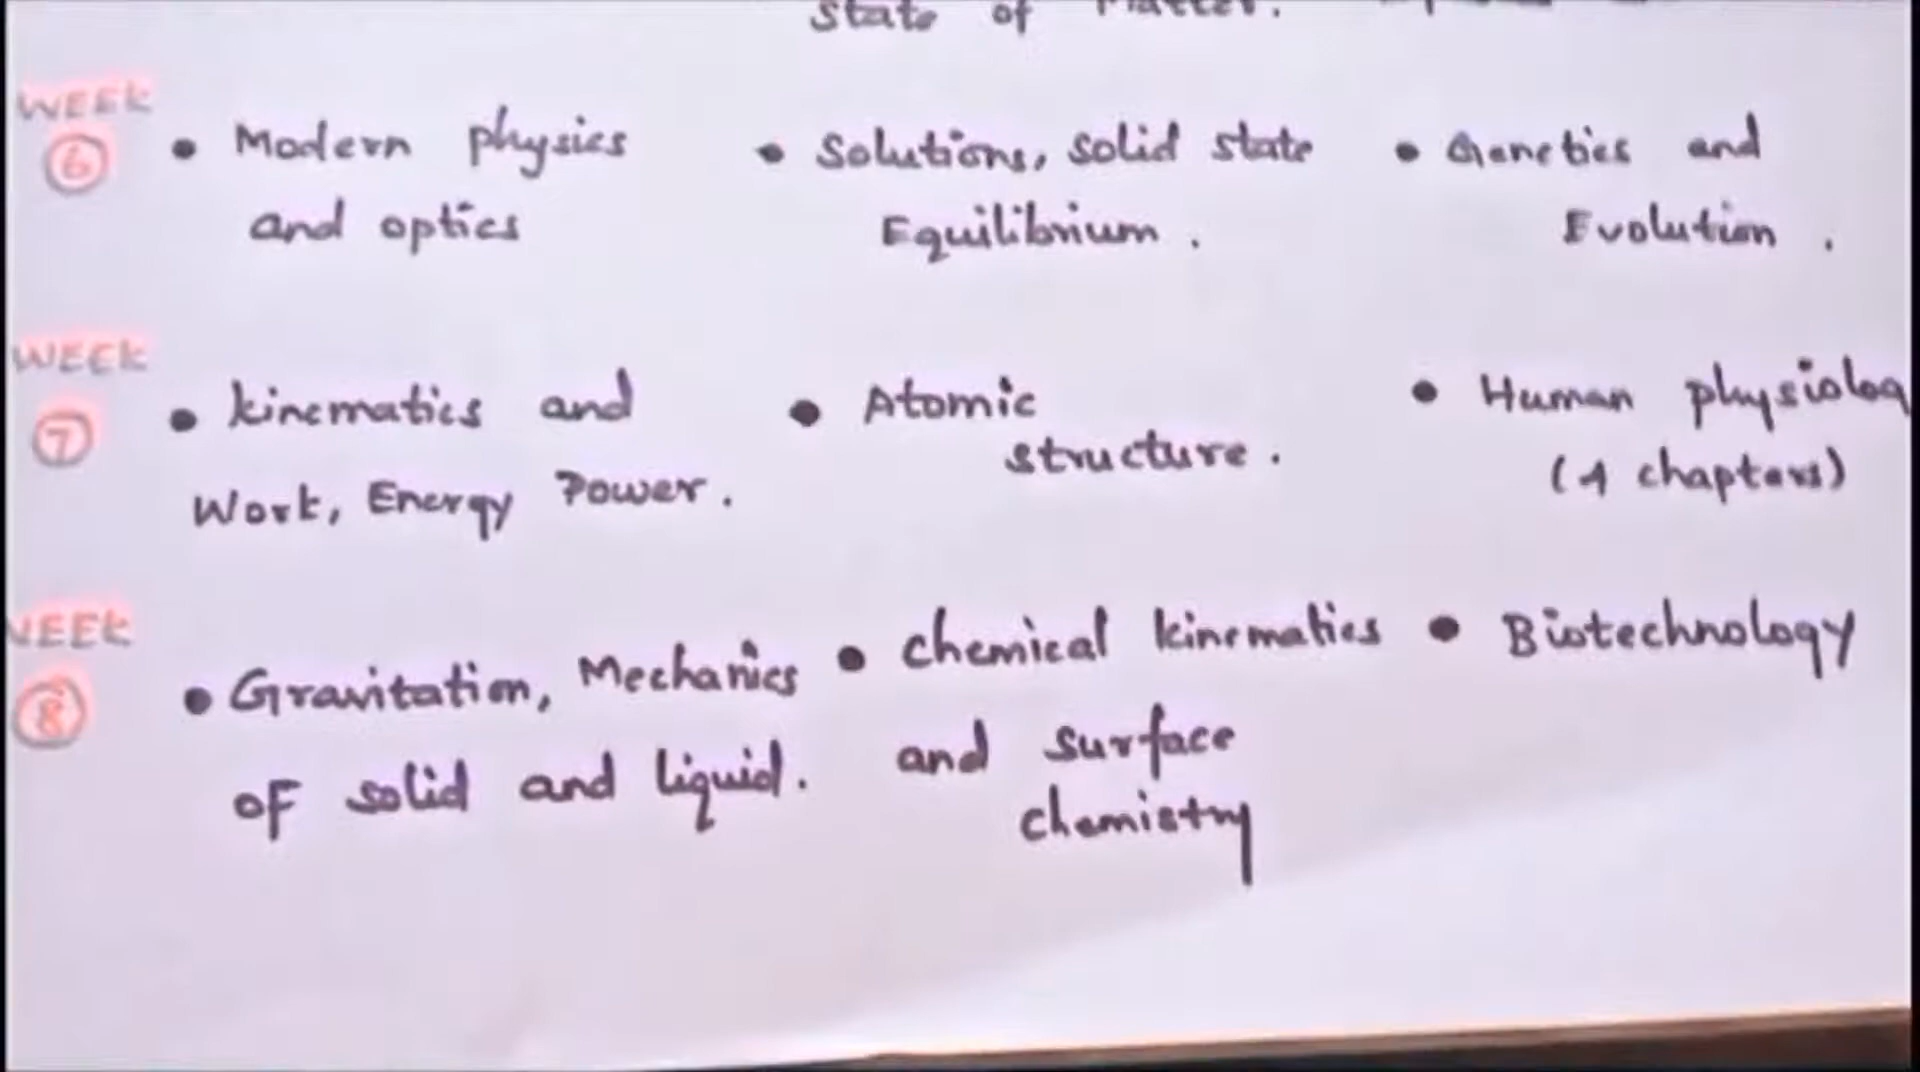 State of Matter.
WEEK
6
• Modern physics
and optics
• Solutions, solid state
Equilibrium.
• Genetics and
Evolution.
WEEK
7
• kinematics and
Work, Energy Power.
• Atomic
structure.
• Human physiolog
(4 chapters)
WEEK
8
• Gravitation, Mechanics
of solid and liquid.
• Chemical kinematics
and surface
chemistry
• Biotechnology